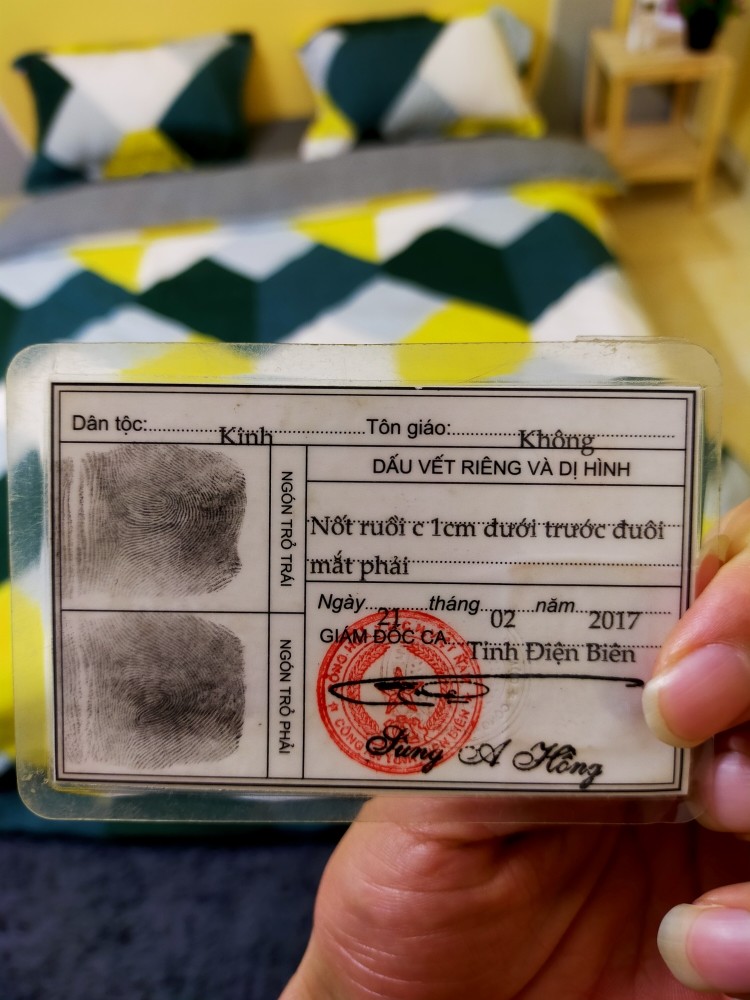 Dân tộc: Kinh Tôn giáo: Không
NGÓN TRỎ TRÁI
DẤU VẾT RIÊNG VÀ DỊ HÌNH
Nốt ruồi c 1cm dưới trước đuôi
mắt phải
NGÓN TRỎ PHẢI
Ngày 21 tháng 02 năm 2017
GIÁM ĐỐC CA. Tỉnh Điện Biên
Sùng A Hồng